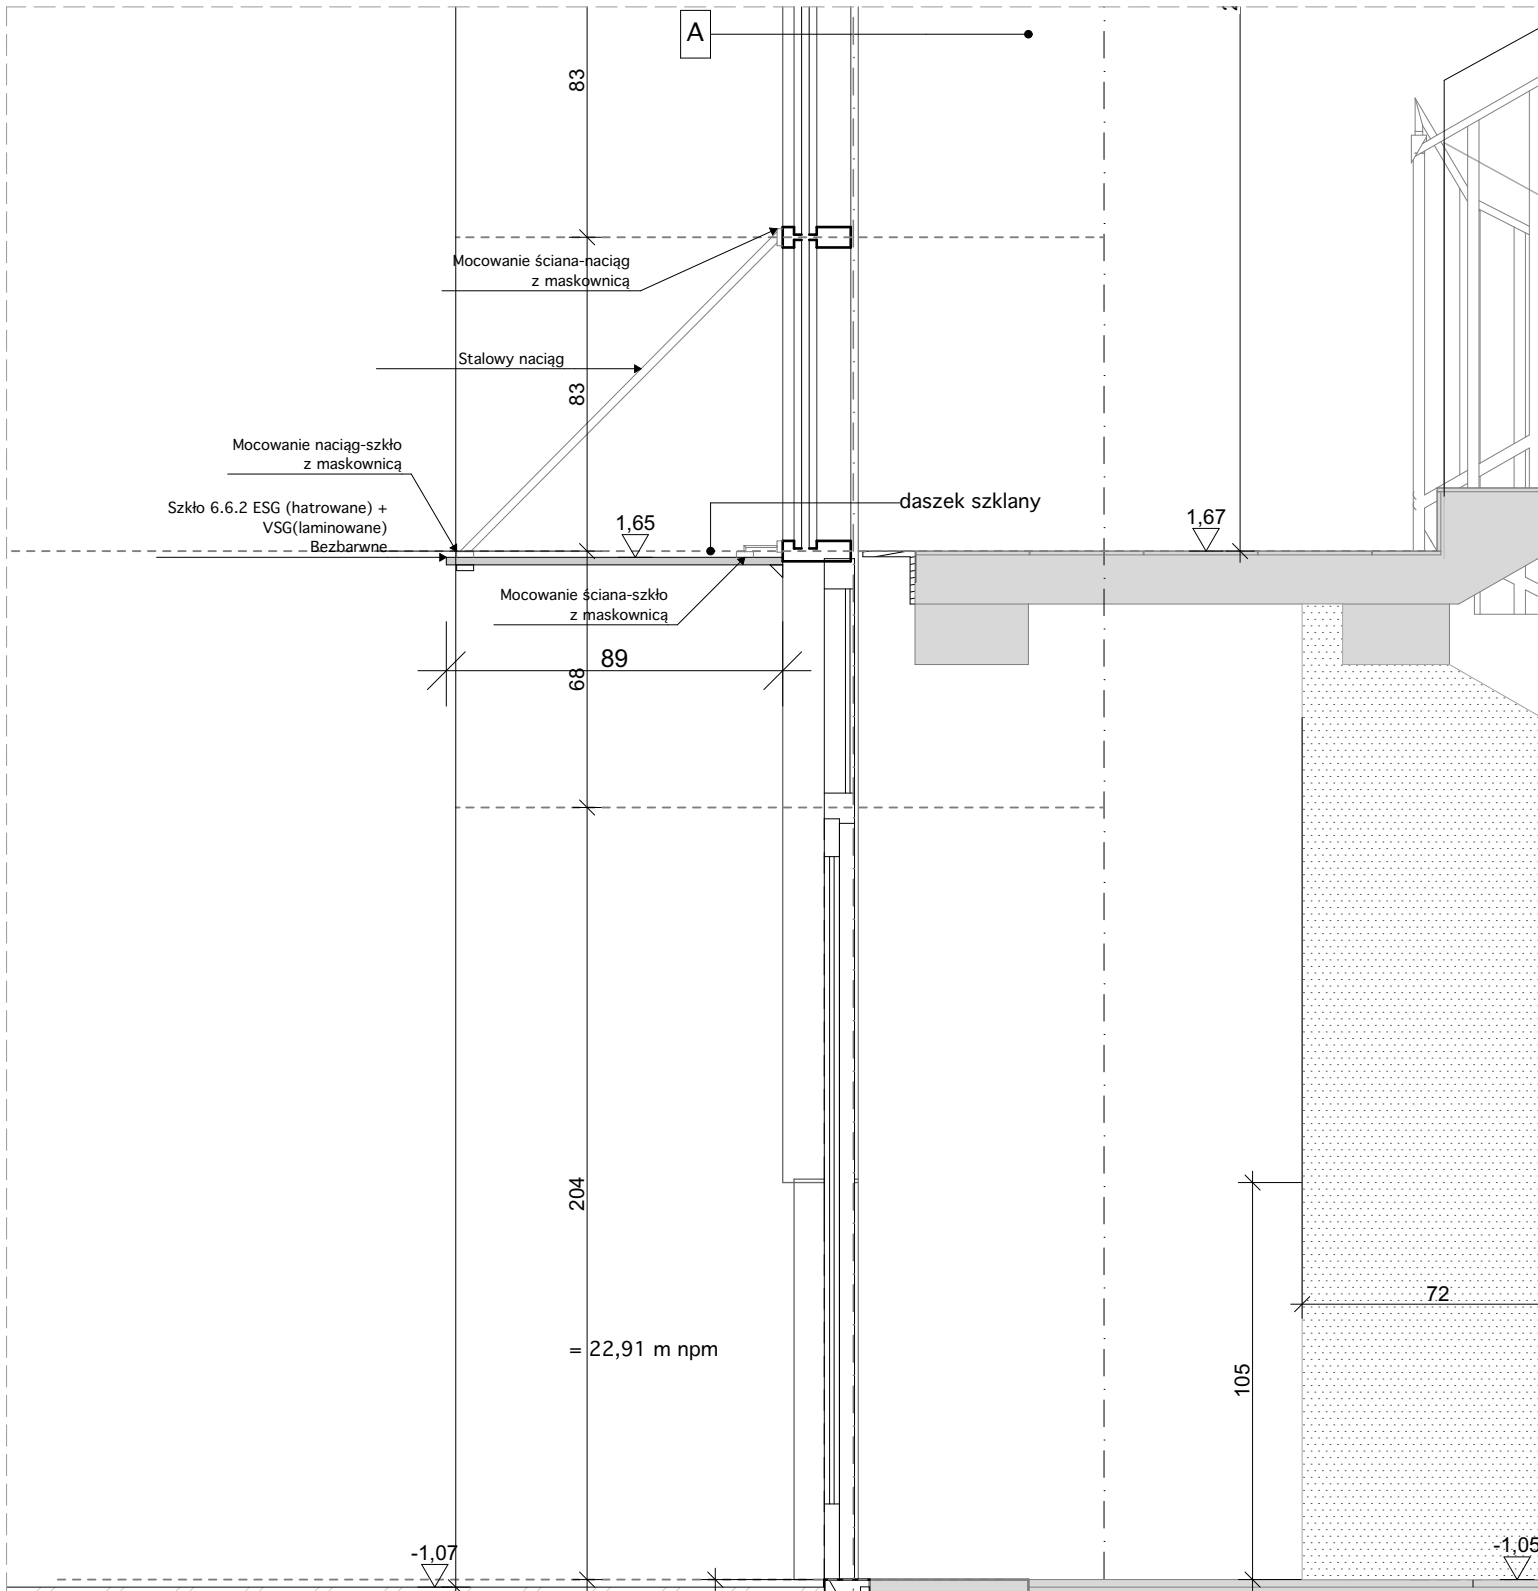 A
83
Mocowanie ściana-naciąg
z maskownicą
Stalowy naciąg
83
Mocowanie naciąg-szkło
z maskownicą
Szkło 6.6.2 ESG (hatrowane) +
VSG(laminowane)
Bezbarwne
1,65
daszek szklany
1,67
Mocowanie ściana-szkło
z maskownicą
89
68
204
72
= 22,91 m npm
105
-1,07
-1,05